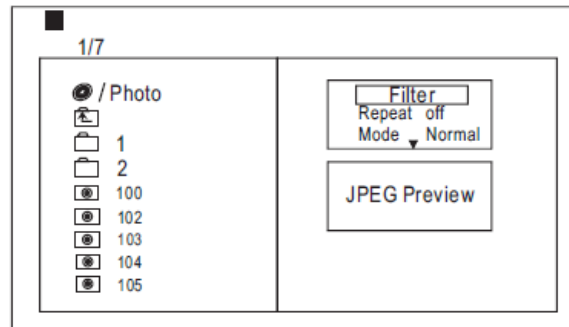 1/7
/ Photo
1
2
100
102
103
104
105
Filter
Repeat off
Mode Normal
JPEG Preview